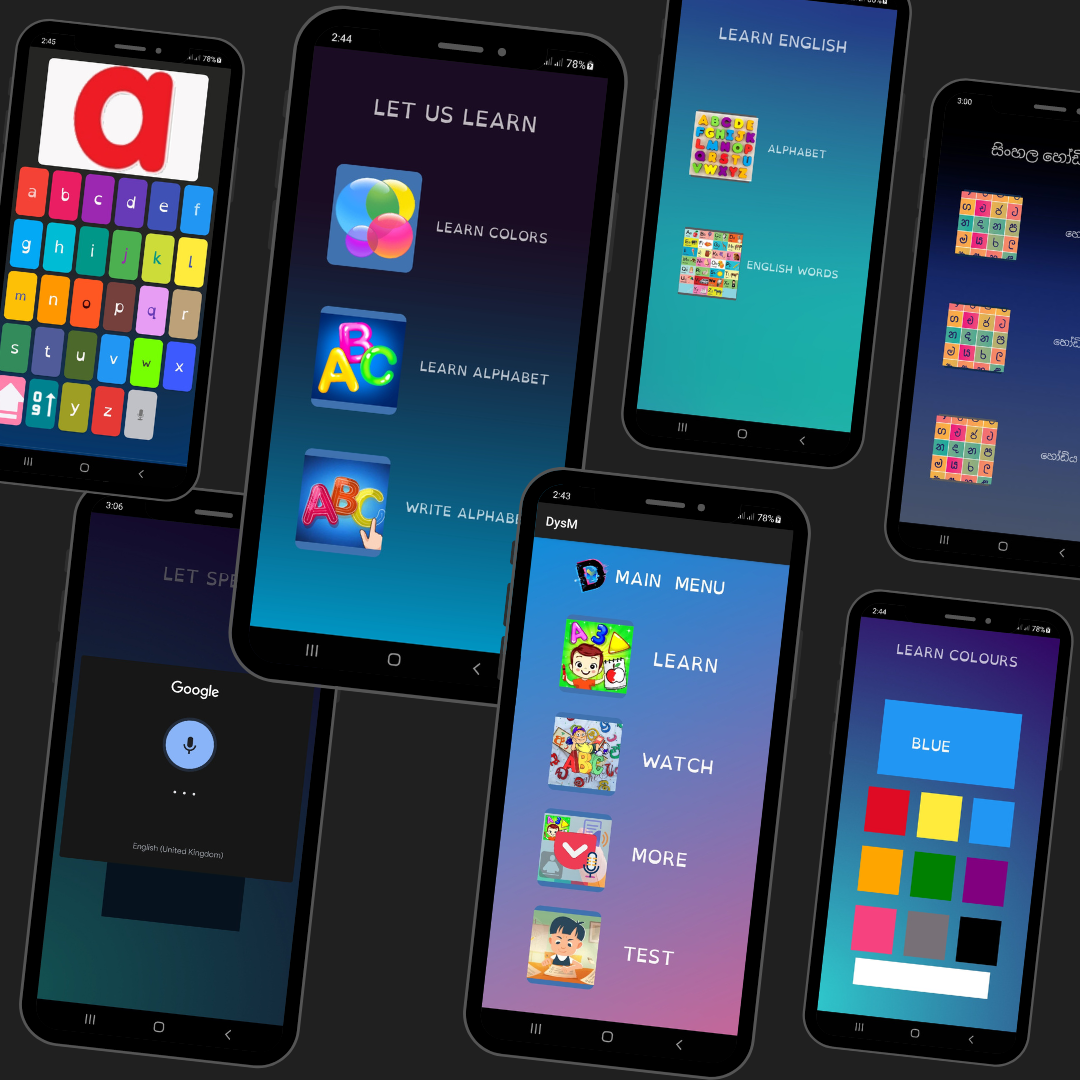 2:45
78%
a
a b c d e f
g h i j k l
m n o p q r
s t u v w x
0 9 y z
2:44
78%
LET US LEARN
LEARN COLORS
LEARN ALPHABET
WRITE ALPHABE
LEARN ENGLISH
ALPHABET
ENGLISH WORDS
3:00
සිංහල හෝඩි
හෝ
හෝඩි
හෝඩිය
3:06
LET SPE
Google
English (United Kingdom)
2:43
78%
DysM
MAIN MENU
LEARN
WATCH
MORE
TEST
2:44
78%
LEARN COLOURS
BLUE